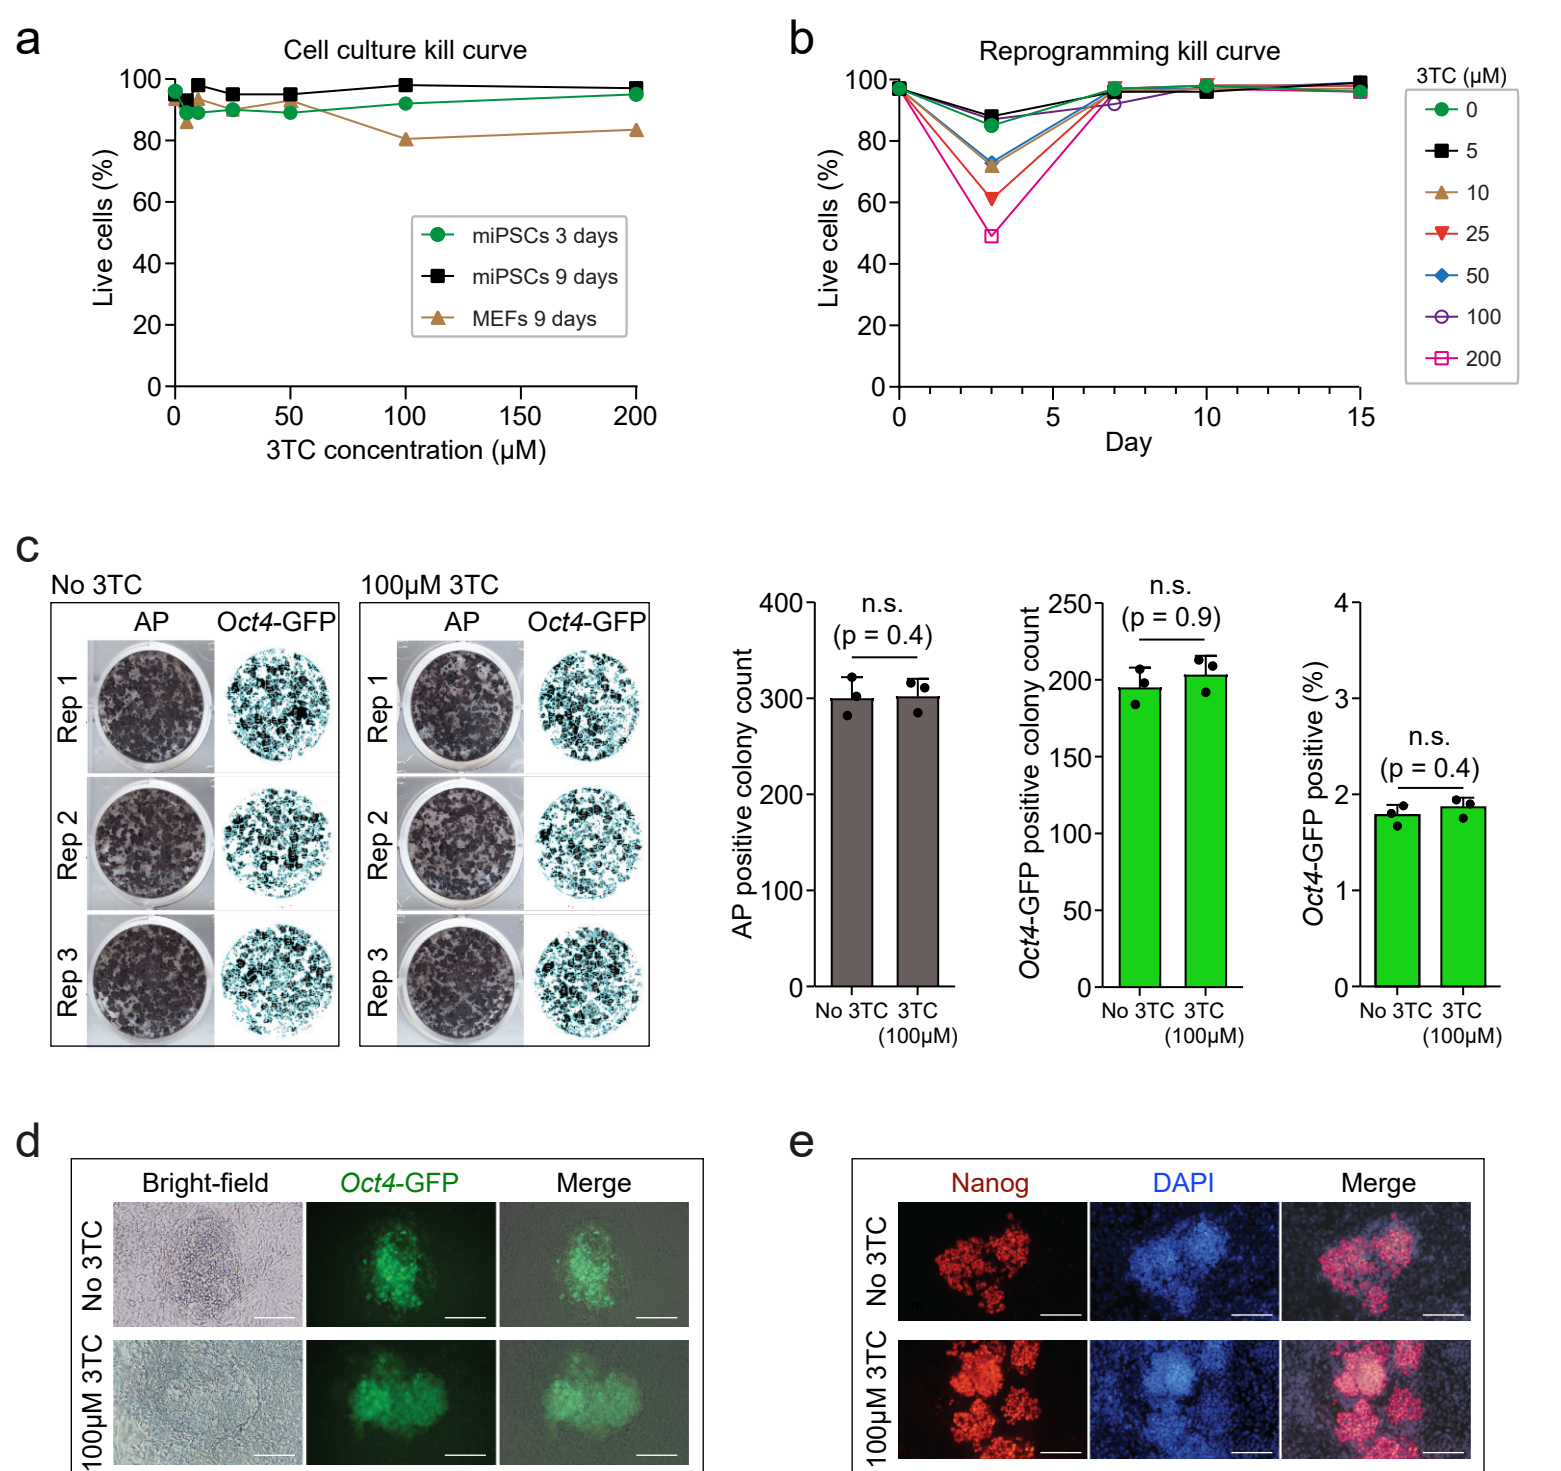 a
Cell culture kill curve
100
80
60
40
20
0
Live cells (%)
0 50 100 150 200
3TC concentration (µM)
miPSCs 3 days
miPSCs 9 days
MEFs 9 days
b
Reprogramming kill curve
100
80
60
40
20
0
Live cells (%)
0 5 10 15
Day
3TC (µM)
0
5
10
25
50
100
200
c
No 3TC
AP Oct4-GFP
Rep 1
Rep 2
Rep 3
100µM 3TC
AP Oct4-GFP
Rep 1
Rep 2
Rep 3
AP positive colony count
400
300
200
100
0
n.s.
(p = 0.4)
No 3TC 3TC
(100µM)
Oct4-GFP positive colony count
250
200
150
100
50
0
n.s.
(p = 0.9)
No 3TC 3TC
(100µM)
Oct4-GFP positive (%)
4
3
2
1
0
n.s.
(p = 0.4)
No 3TC 3TC
(100µM)
d
Bright-field Oct4-GFP Merge
No 3TC
100µM 3TC
e
Nanog DAPI Merge
No 3TC
100µM 3TC